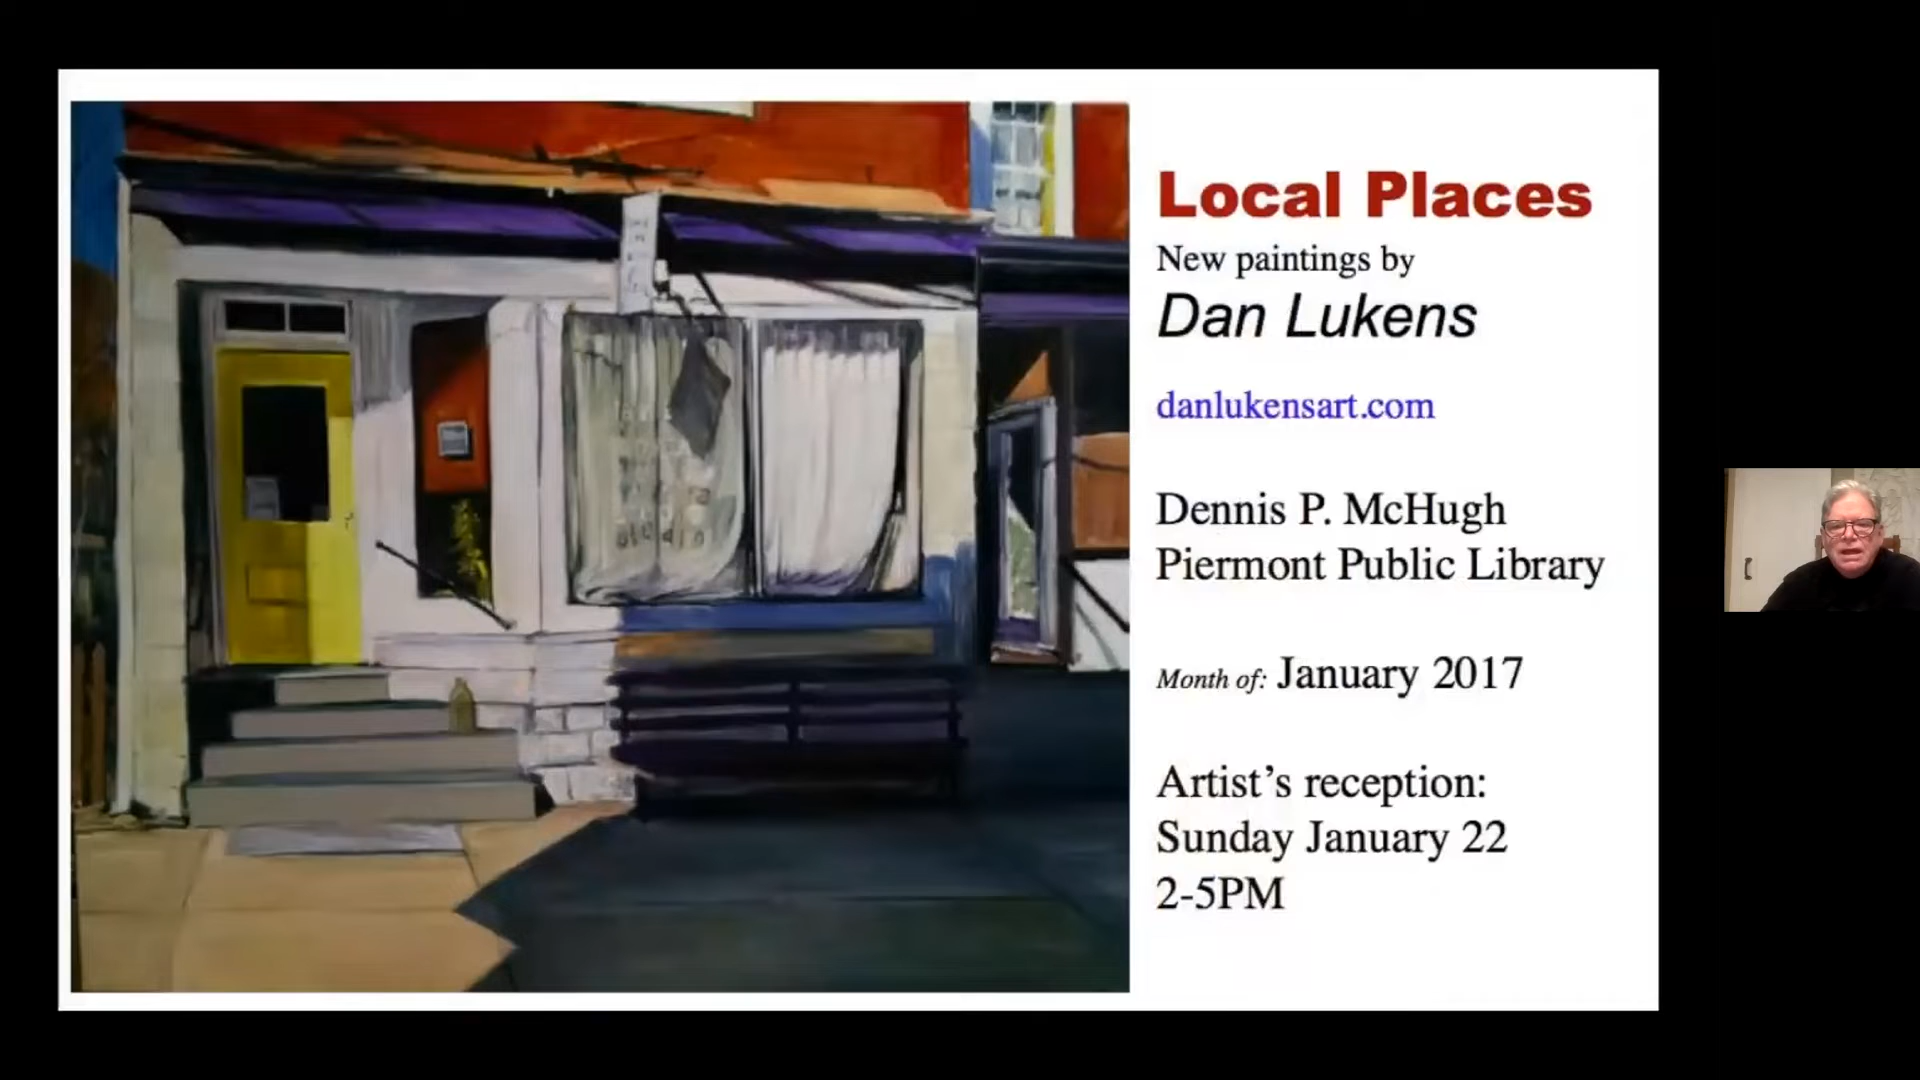 Local Places
New paintings by
Dan Lukens
danlukensart.com
Dennis P. McHugh
Piermont Public Library
Month of: January 2017
Artist’s reception:
Sunday January 22
2-5PM